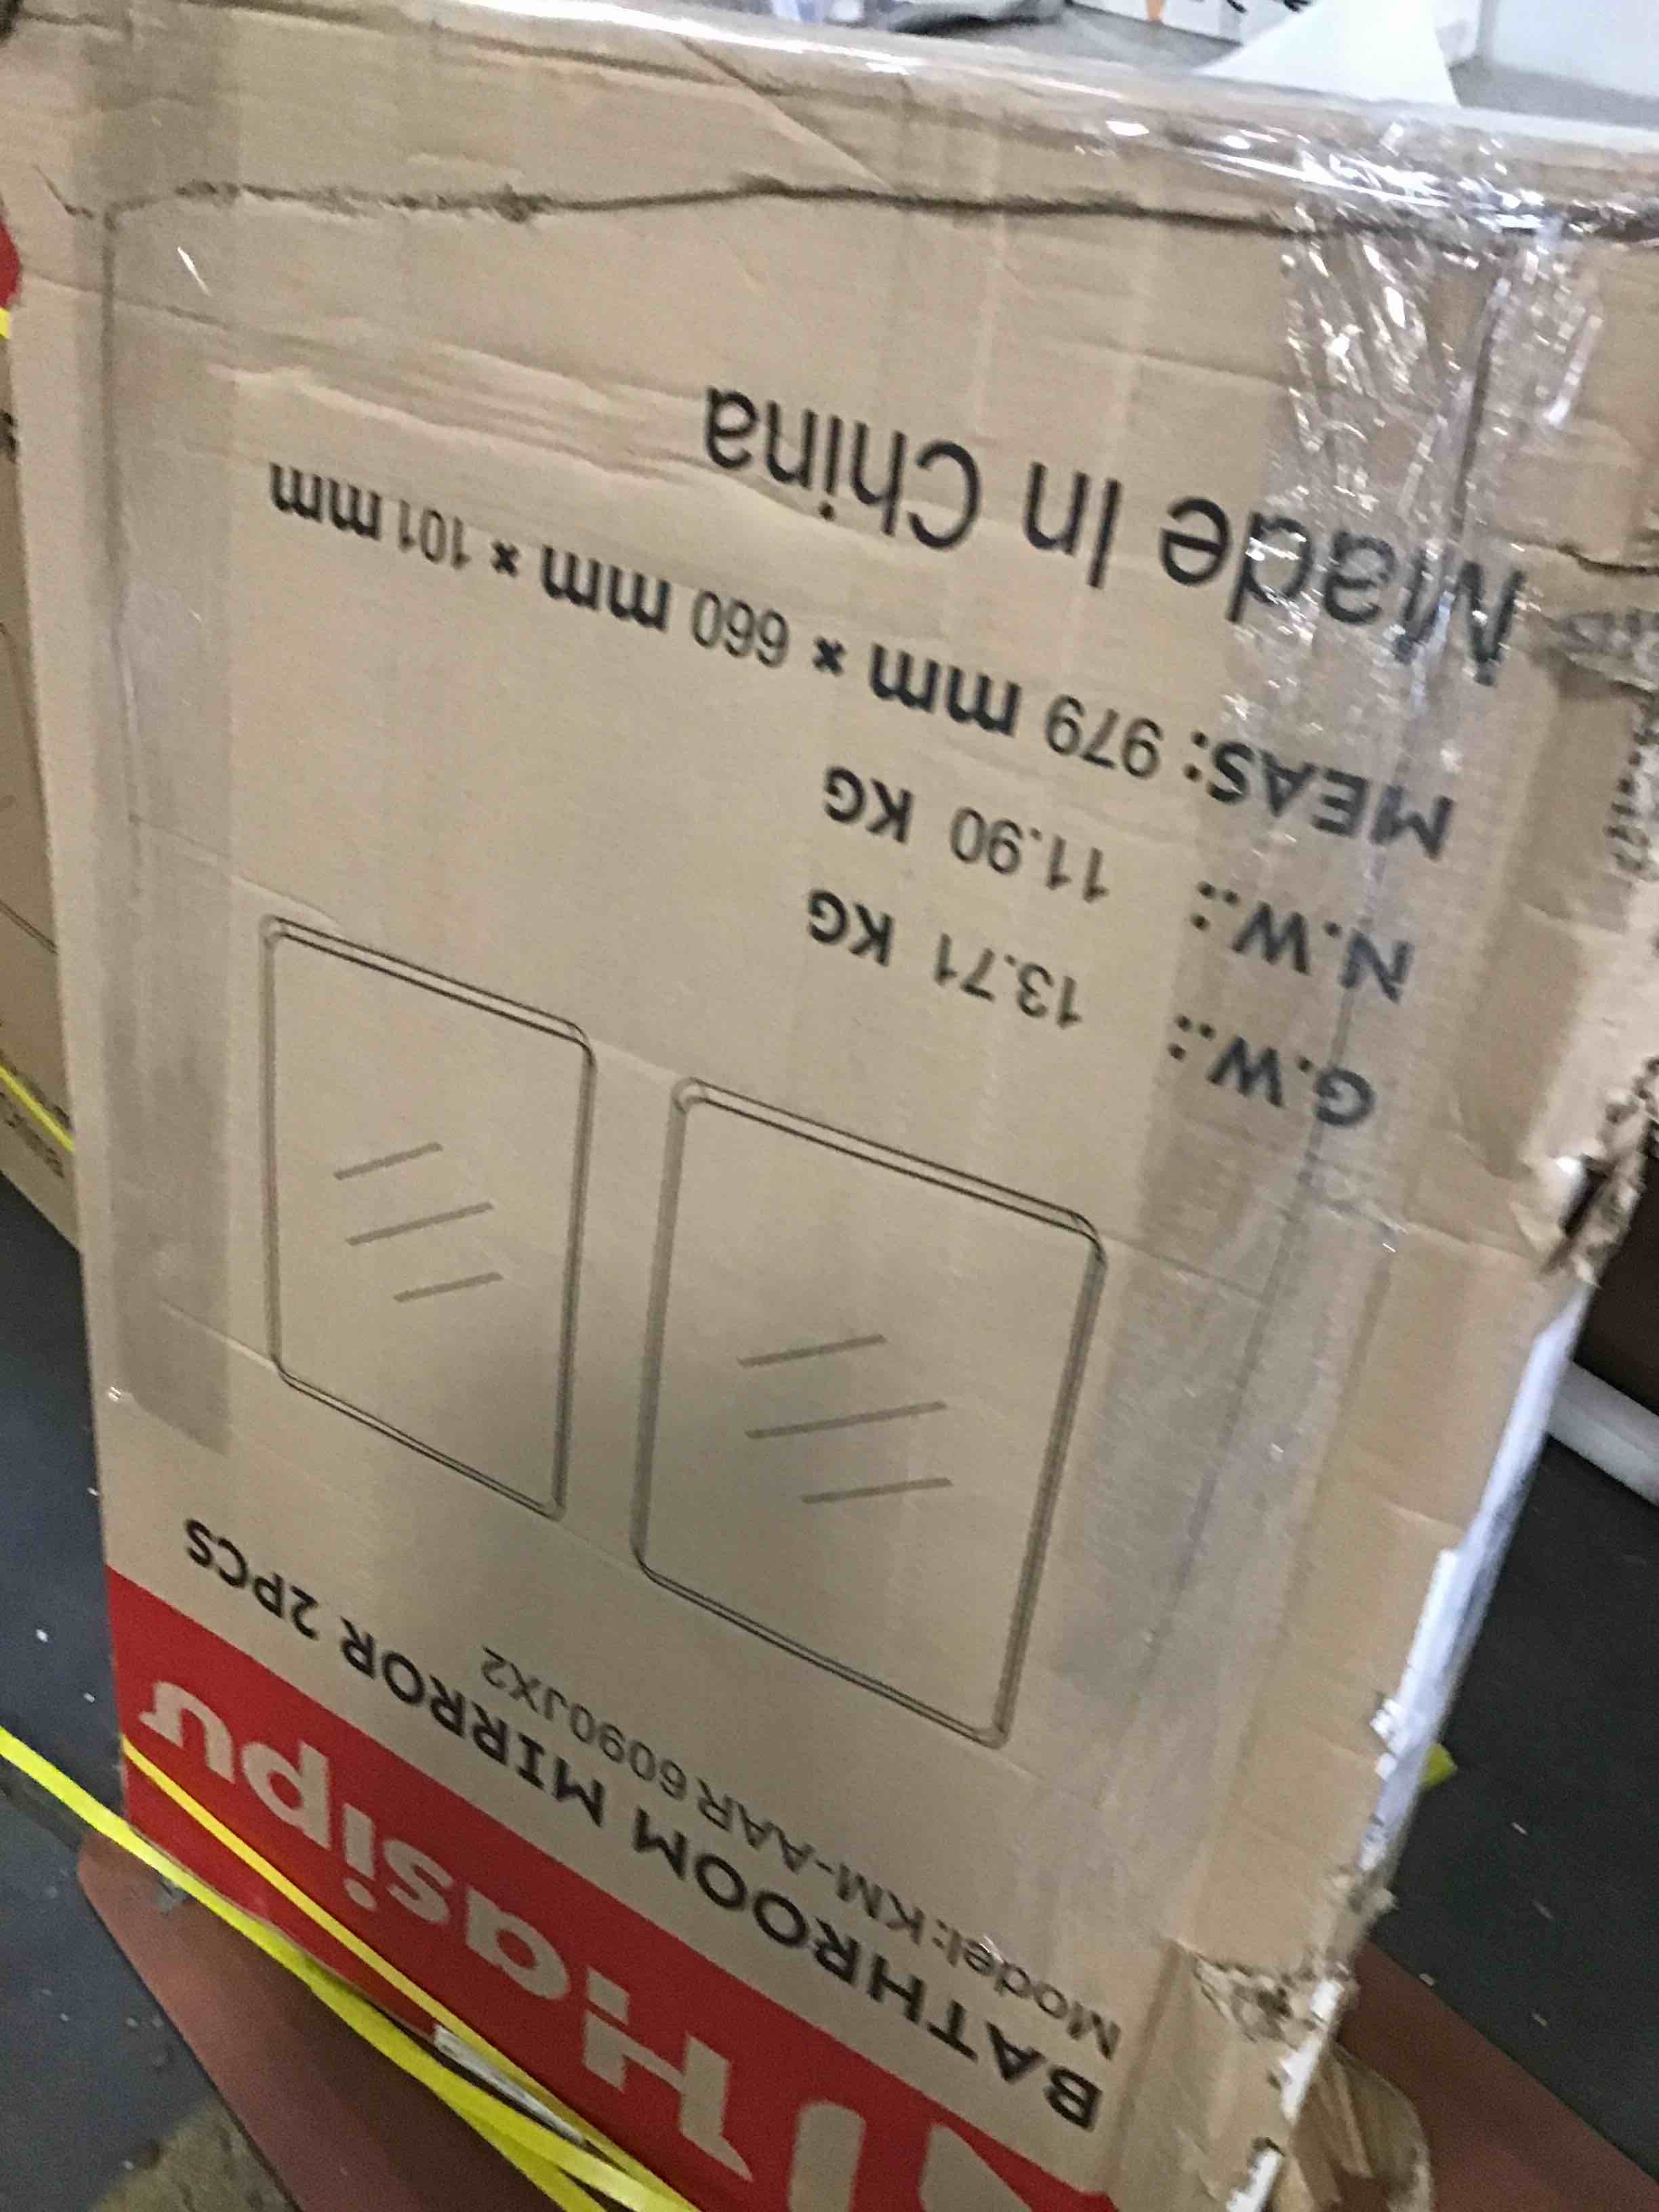 Hasipu
BATHROOM MIRROR 2PCS
Model:KM-AAR6090JX2
G.W.: 13.71 KG
N.W.: 11.90 KG
MEAS: 979 mm × 660 mm × 101 mm
Made In China